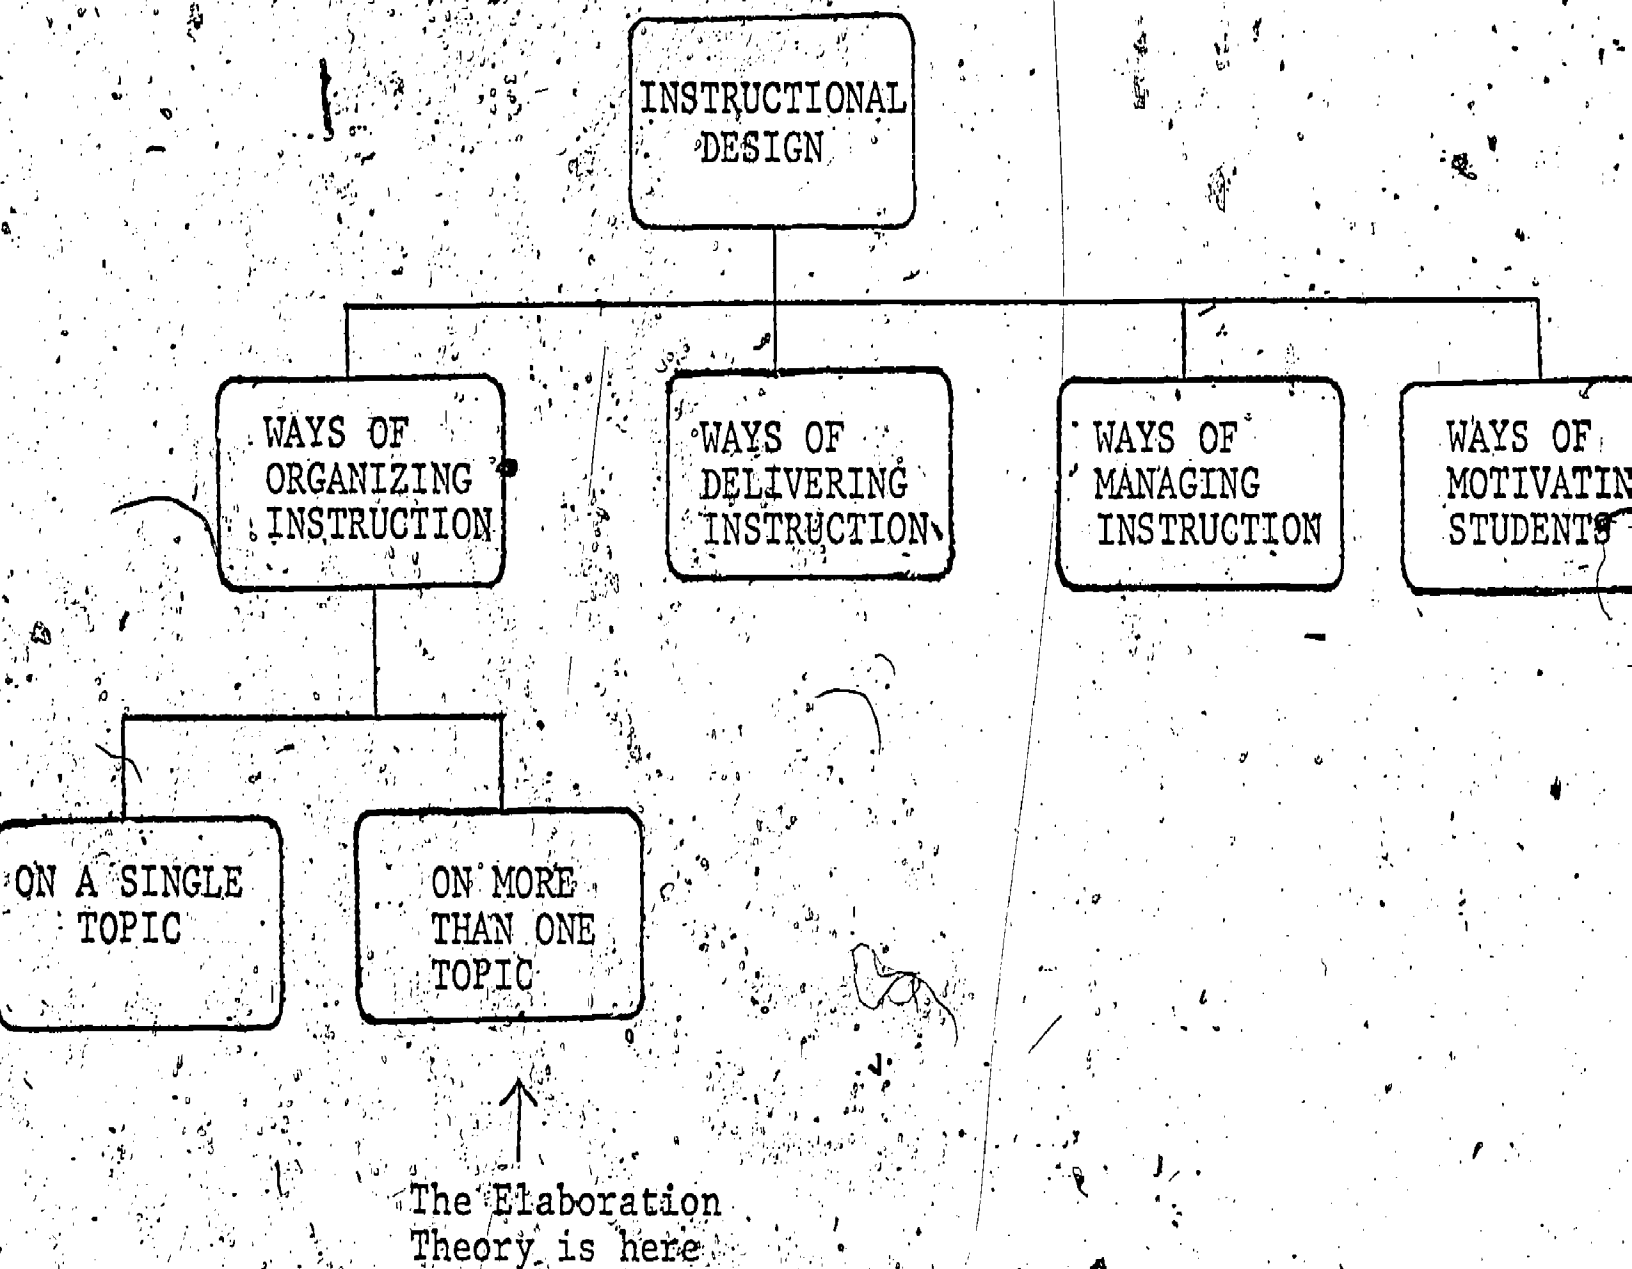 INSTRUCTIONAL
DESIGN
WAYS OF
ORGANIZING
INSTRUCTION
WAYS OF
DELIVERING
INSTRUCTION
WAYS OF
MANAGING
INSTRUCTION
WAYS OF
MOTIVATIN
STUDENTS
ON A SINGLE
TOPIC
ON MORE
THAN ONE
TOPIC
The Elaboration
Theory is here